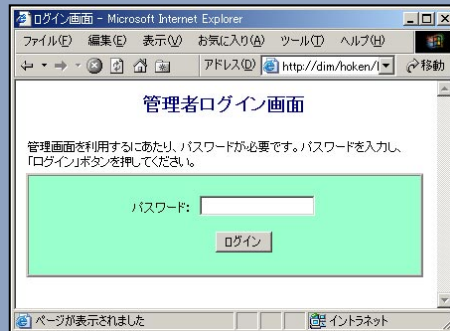 ログイン画面 - Microsoft Internet Explorer
ファイル(F) 編集(E) 表示(V) お気に入り(A) ツール(T) ヘルプ(H)
アドレス(D) http://dim/hoken/l 移動
管理者ログイン画面
管理画面を利用するにあたり、パスワードが必要です。パスワードを入力し、
「ログイン」ボタンを押してください。
パスワード:
ログイン
ページが表示されました イントラネット